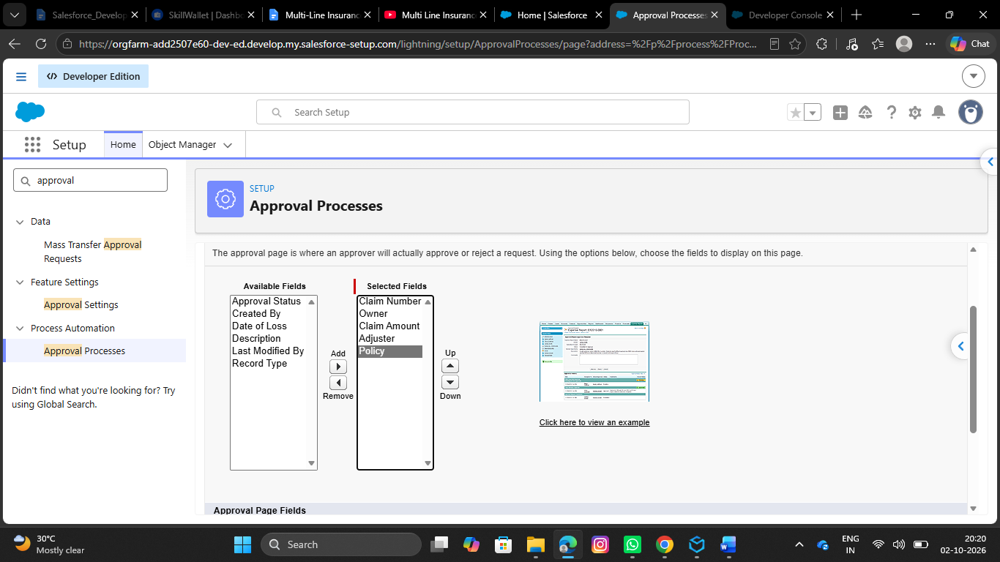 Salesforce_Develop
SkillWallet | Dashb
Multi-Line Insuranc
Multi Line Insuranc
Home | Salesforce
Approval Processes
Developer Console
https://orgfarm-add2507e60-dev-ed.develop.my.salesforce-setup.com/lightning/setup/ApprovalProcesses/page?address=%2Fp%2Fprocess%2FProc...
Chat
Developer Edition
Search Setup
Setup
Home
Object Manager
approval
Data
Mass Transfer Approval
Requests
Feature Settings
Approval Settings
Process Automation
Approval Processes
Didn't find what you're looking for? Try
using Global Search.
SETUP
Approval Processes
The approval page is where an approver will actually approve or reject a request. Using the options below, choose the fields to display on this page.
Available Fields
Approval Status
Created By
Date of Loss
Description
Last Modified By
Record Type
Add
Remove
Selected Fields
Claim Number
Owner
Claim Amount
Adjuster
Policy
Up
Down
Click here to view an example
Approval Page Fields
30°C
Mostly clear
Search
ENG
IN
20:20
02-10-2026